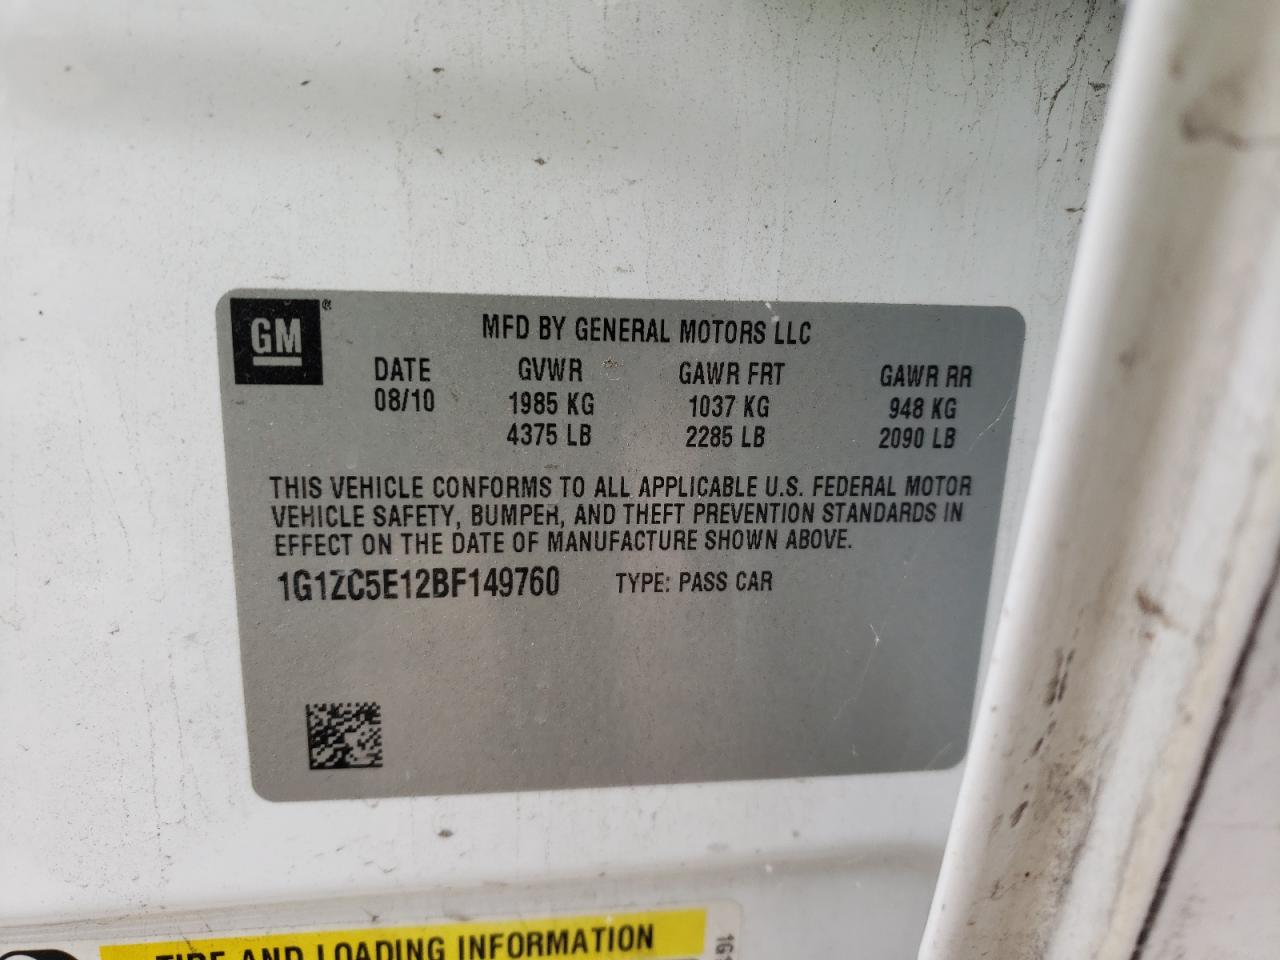 GM®
MFD BY GENERAL MOTORS LLC
DATE GVWR GAWR FRT GAWR RR
08/10 1985 KG 1037 KG 948 KG
4375 LB 2285 LB 2090 LB
THIS VEHICLE CONFORMS TO ALL APPLICABLE U.S. FEDERAL MOTOR
VEHICLE SAFETY, BUMPER, AND THEFT PREVENTION STANDARDS IN
EFFECT ON THE DATE OF MANUFACTURE SHOWN ABOVE.
1G1ZC5E12BF149760 TYPE: PASS CAR
TIRE AND LOADING INFORMATION